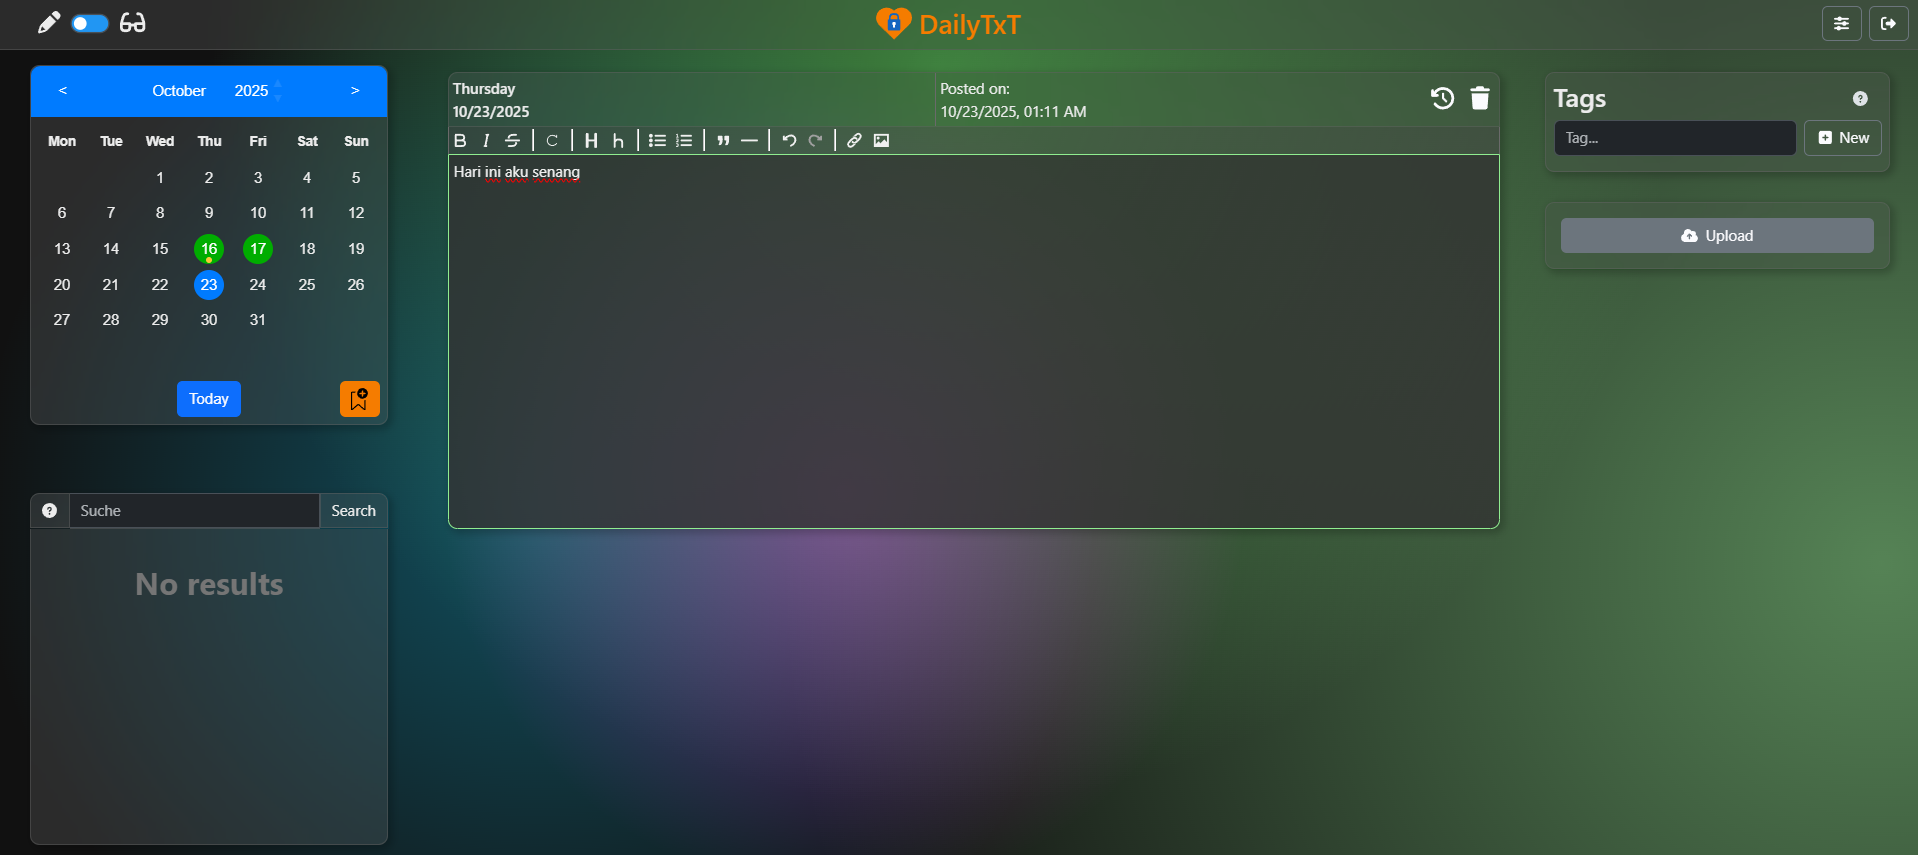 DailyTxT
< October 2025 >
Mon Tue Wed Thu Fri Sat Sun
1 2 3 4 5
6 7 8 9 10 11 12
13 14 15 16 17 18 19
20 21 22 23 24 25 26
27 28 29 30 31
Today
Suche Search
No results
Thursday
10/23/2025
Posted on:
10/23/2025, 01:11 AM
B I S C H h
Hari ini aku senang
Tags
Tag... New
Upload